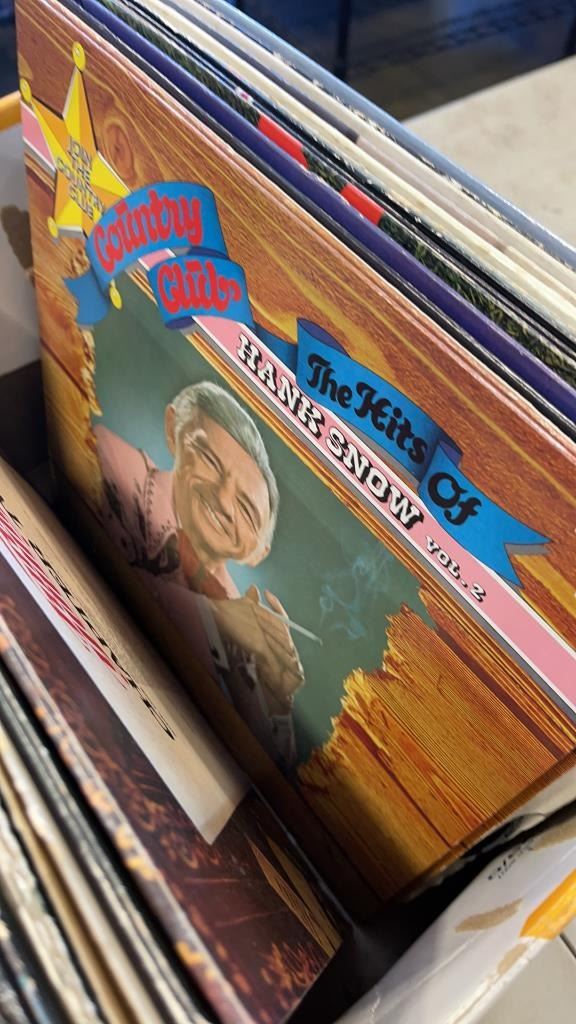 JOIN
THE
COUNTRY
CLUB
Country
Club
The Hits Of
HANK SNOW
VOL. 2